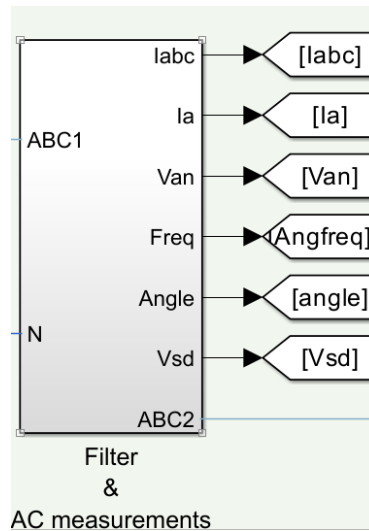 Iabc [Iabc]
Ia [Ia]
ABC1
Van [Van]
Freq [Angfreq]
Angle [angle]
N
Vsd [Vsd]
ABC2
Filter
&
AC measurements